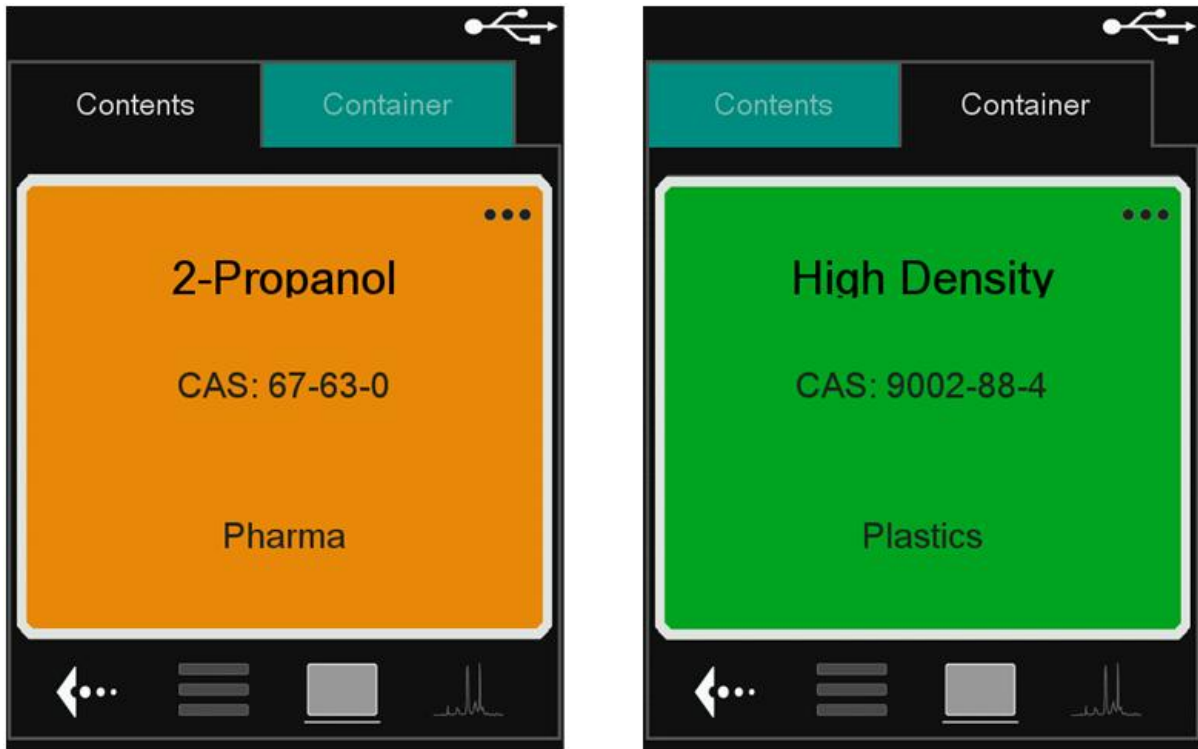 Contents
Container
2-Propanol
CAS: 67-63-0
Pharma
Contents
Container
High Density
CAS: 9002-88-4
Plastics